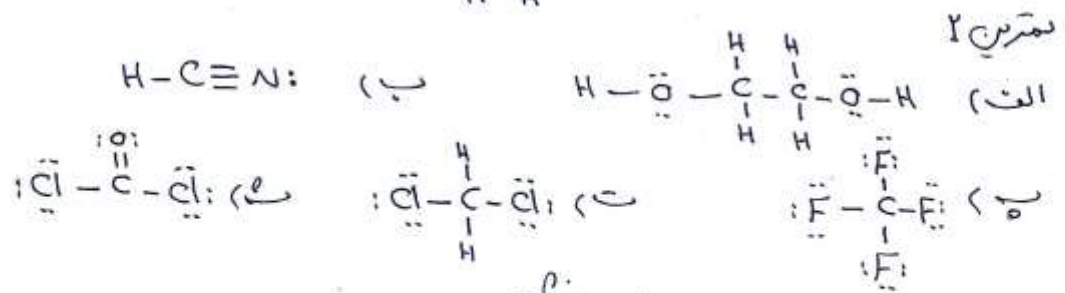 تمرین ۲
الف) H-Ö-C-C-Ö-H
H H
H H
ب) H-C≡N:
پ) :F-C-F:
:F:
:F:
ت) :Cl-C-Cl:
H
H
ث) :Cl-C-Cl:
:O: